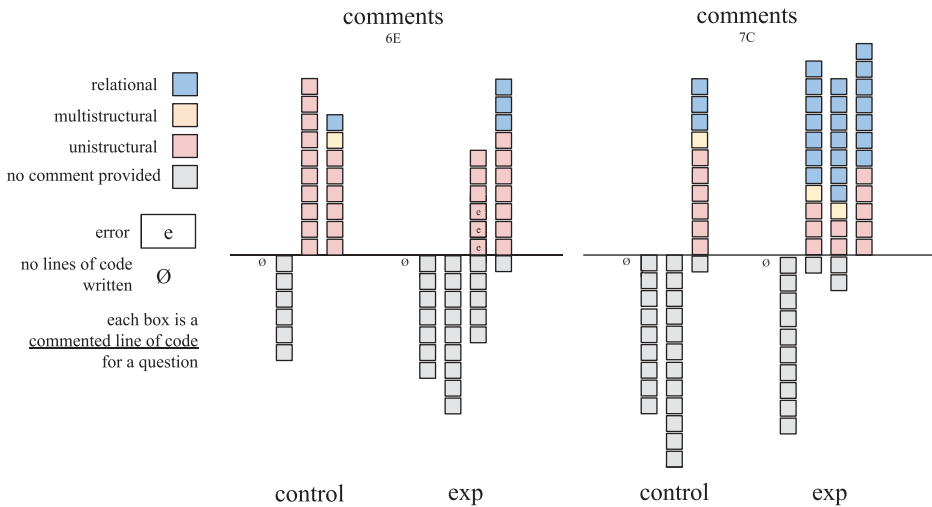 comments
6E
comments
7C
relational
multistructural
unistructural
no comment provided
error
e
no lines of code
written
Ø
each box is a
commented line of code
for a question
Ø
Ø
e
e
e
Ø
Ø
control
exp
control
exp